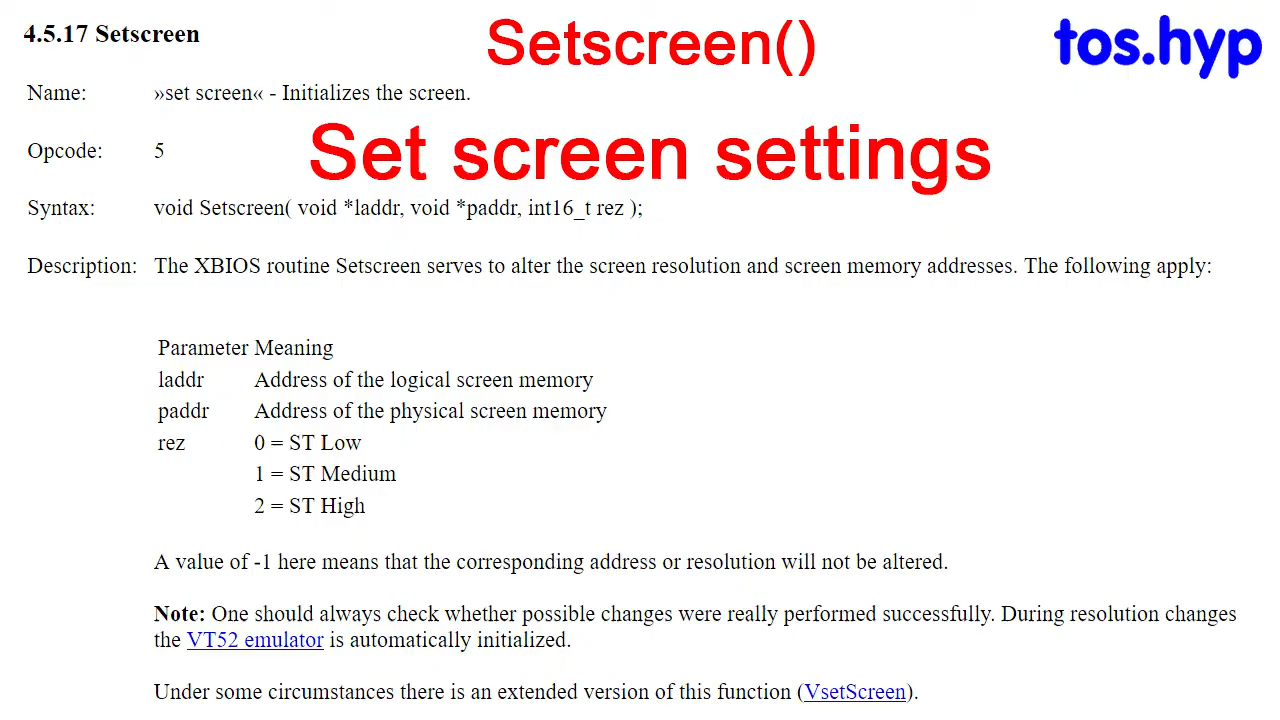 4.5.17 Setscreen
Setscreen()
tos.hyp
Name: »set screen« - Initializes the screen.
Opcode: 5
Set screen settings
Syntax: void Setscreen( void *laddr, void *paddr, int16_t rez );
Description: The XBIOS routine Setscreen serves to alter the screen resolution and screen memory addresses. The following apply:
Parameter Meaning
laddr Address of the logical screen memory
paddr Address of the physical screen memory
rez 0 = ST Low
1 = ST Medium
2 = ST High
A value of -1 here means that the corresponding address or resolution will not be altered.
Note: One should always check whether possible changes were really performed successfully. During resolution changes
the VT52 emulator is automatically initialized.
Under some circumstances there is an extended version of this function (VsetScreen).